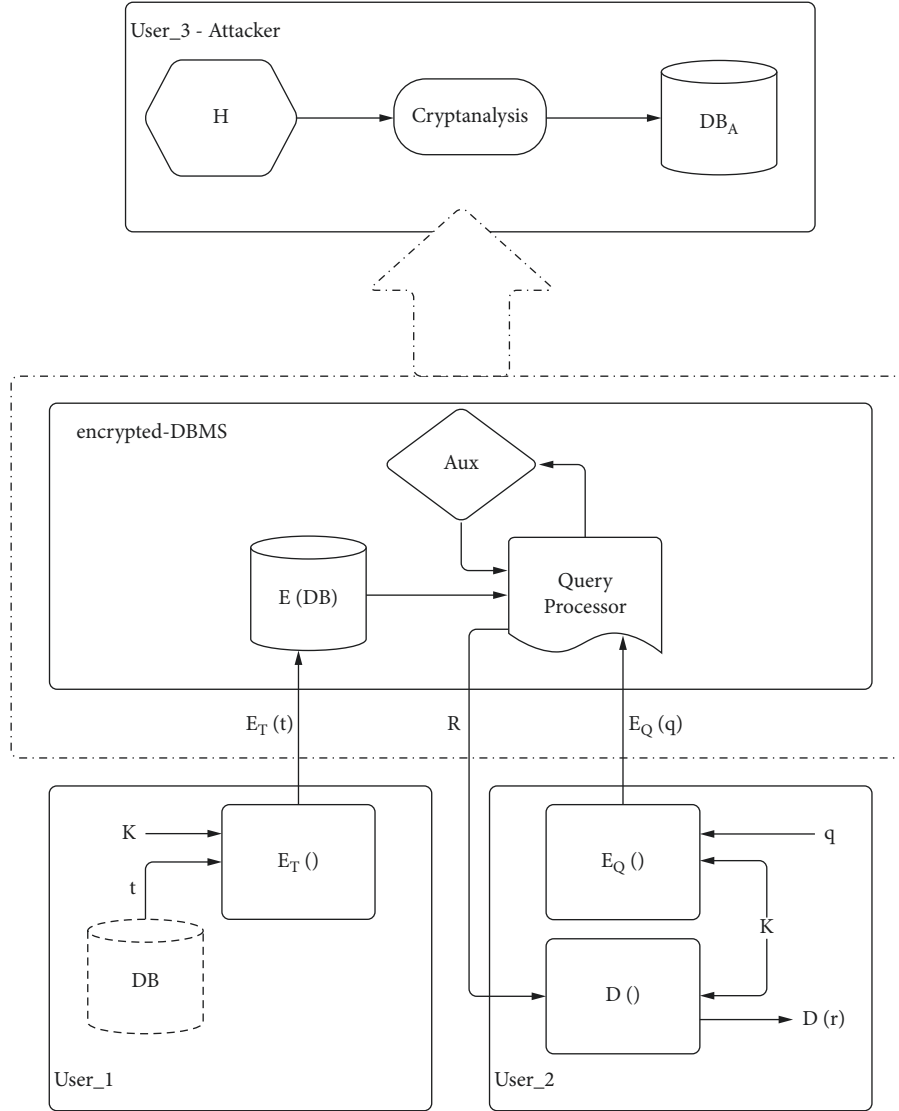 User_3 - Attacker
H
Cryptanalysis
DB_A
encrypted-DBMS
Aux
E (DB)
Query
Processor
E_T (t)
R
E_Q (q)
K
E_T ()
t
DB
User_1
E_Q ()
q
K
D ()
D (r)
User_2